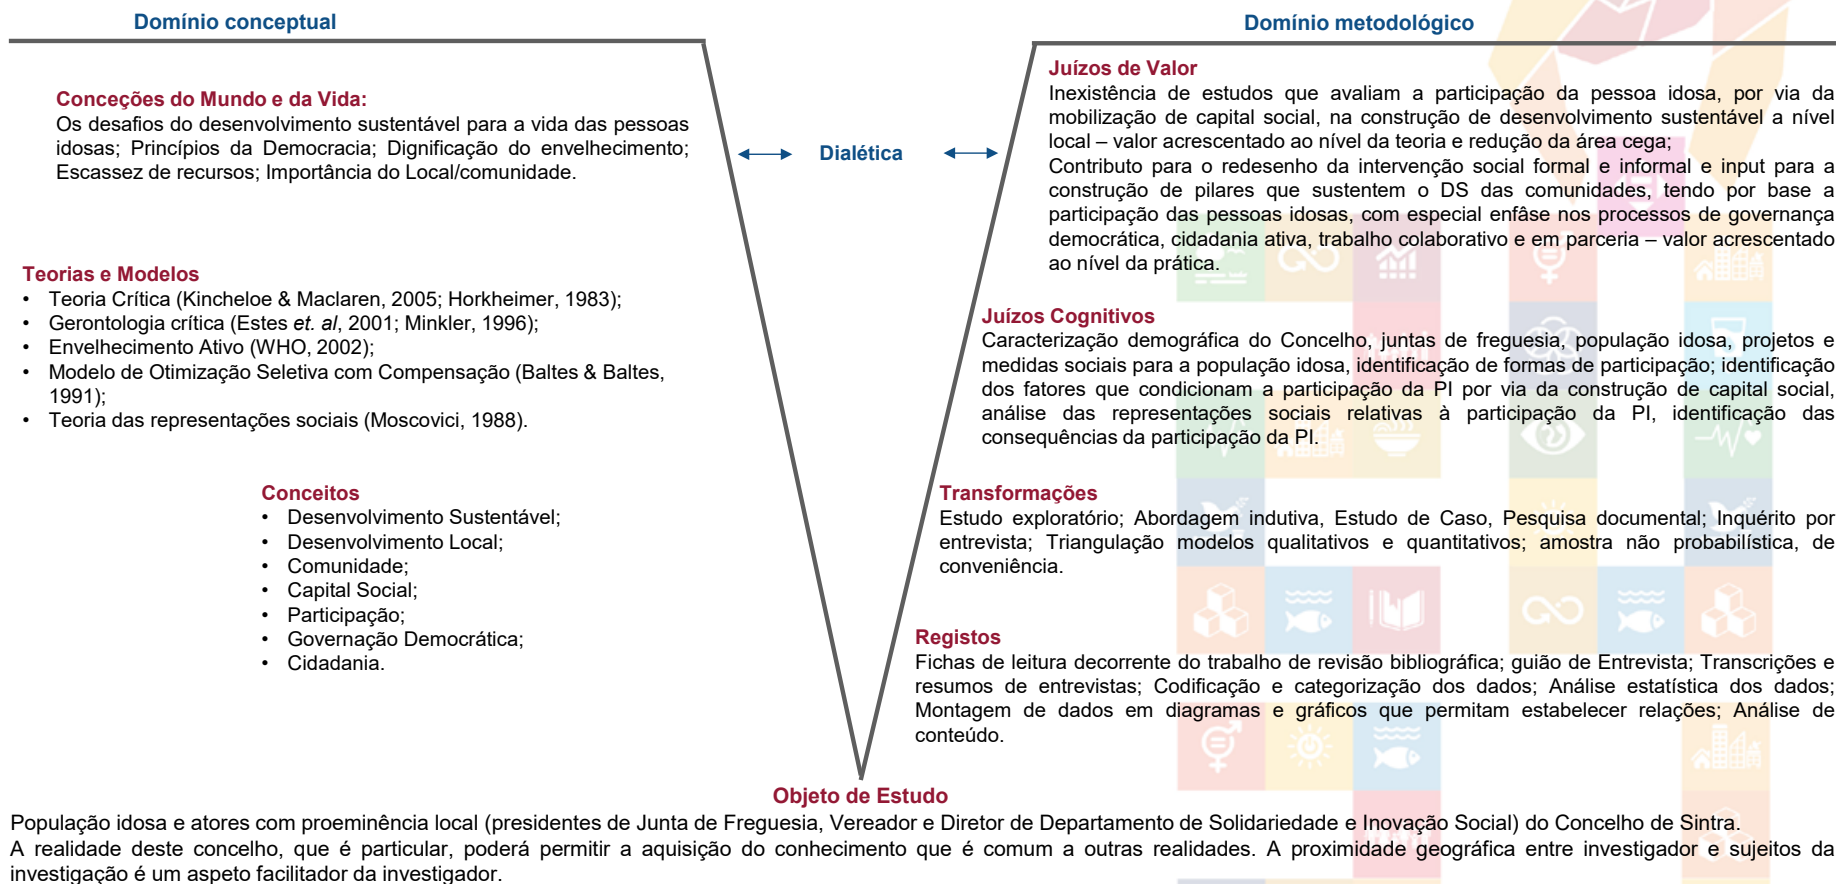 Domínio conceptual
Conceções do Mundo e da Vida:
Os desafios do desenvolvimento sustentável para a vida das pessoas
idosas; Princípios da Democracia; Dignificação do envelhecimento;
Escassez de recursos; Importância do Local/comunidade.
Teorias e Modelos
• Teoria Crítica (Kincheloe & Maclaren, 2005; Horkheimer, 1983);
• Gerontologia crítica (Estes et. al, 2001; Minkler, 1996);
• Envelhecimento Ativo (WHO, 2002);
• Modelo de Otimização Seletiva com Compensação (Baltes & Baltes,
1991);
• Teoria das representações sociais (Moscovici, 1988).
Conceitos
• Desenvolvimento Sustentável;
• Desenvolvimento Local;
• Comunidade;
• Capital Social;
• Participação;
• Governação Democrática;
• Cidadania.
Dialética
Domínio metodológico
Juízos de Valor
Inexistência de estudos que avaliam a participação da pessoa idosa, por via da
mobilização de capital social, na construção de desenvolvimento sustentável a nível
local – valor acrescentado ao nível da teoria e redução da área cega;
Contributo para o redesenho da intervenção social formal e informal e input para a
construção de pilares que sustentem o DS das comunidades, tendo por base a
participação das pessoas idosas, com especial enfâse nos processos de governança
democrática, cidadania ativa, trabalho colaborativo e em parceria – valor acrescentado
ao nível da prática.
Juízos Cognitivos
Caracterização demográfica do Concelho, juntas de freguesia, população idosa, projetos e
medidas sociais para a população idosa, identificação de formas de participação; identificação
dos fatores que condicionam a participação da PI por via da construção de capital social,
análise das representações sociais relativas à participação da PI, identificação das
consequências da participação da PI.
Transformações
Estudo exploratório; Abordagem indutiva, Estudo de Caso, Pesquisa documental; Inquérito por
entrevista; Triangulação modelos qualitativos e quantitativos; amostra não probabilística, de
conveniência.
Registos
Fichas de leitura decorrente do trabalho de revisão bibliográfica; guião de Entrevista; Transcrições e
resumos de entrevistas; Codificação e categorização dos dados; Análise estatística dos dados;
Montagem de dados em diagramas e gráficos que permitam estabelecer relações; Análise de
conteúdo.
Objeto de Estudo
População idosa e atores com proeminência local (presidentes de Junta de Freguesia, Vereador e Diretor de Departamento de Solidariedade e Inovação Social) do Concelho de Sintra.
A realidade deste concelho, que é particular, poderá permitir a aquisição do conhecimento que é comum a outras realidades. A proximidade geográfica entre investigador e sujeitos da
investigação é um aspeto facilitador da investigador.